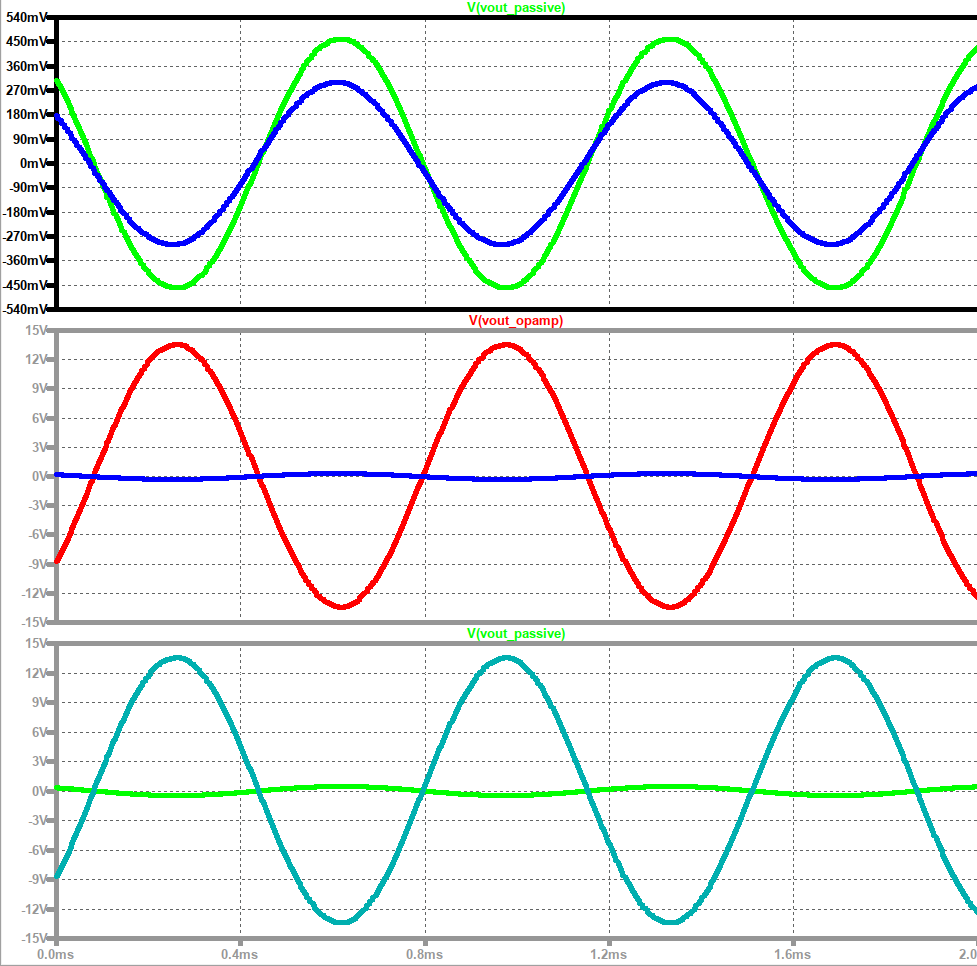 V(vout_passive)
540mV
450mV
360mV
270mV
180mV
90mV
0mV
-90mV
-180mV
-270mV
-360mV
-450mV
-540mV
V(vout_opamp)
15V
12V
9V
6V
3V
0V
-3V
-6V
-9V
-12V
-15V
V(vout_passive)
15V
12V
9V
6V
3V
0V
-3V
-6V
-9V
-12V
-15V
0.0ms 0.4ms 0.8ms 1.2ms 1.6ms 2.0